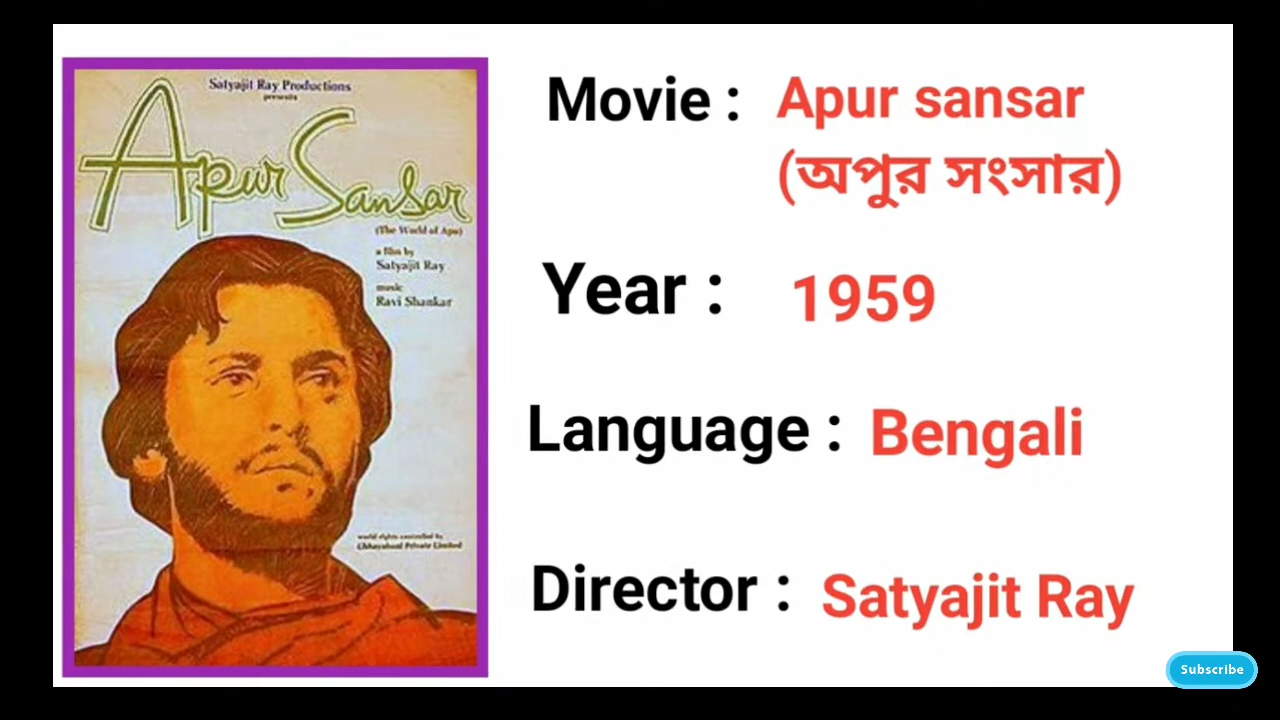 Satyajit Ray Productions
presents
Apur Sansar
(The World of Apu)
a film by
Satyajit Ray
music
Ravi Shankar
world rights controlled by
Chhayabani Private Limited
Movie : Apur sansar
(অপুর সংসার)
Year : 1959
Language : Bengali
Director : Satyajit Ray
Subscribe